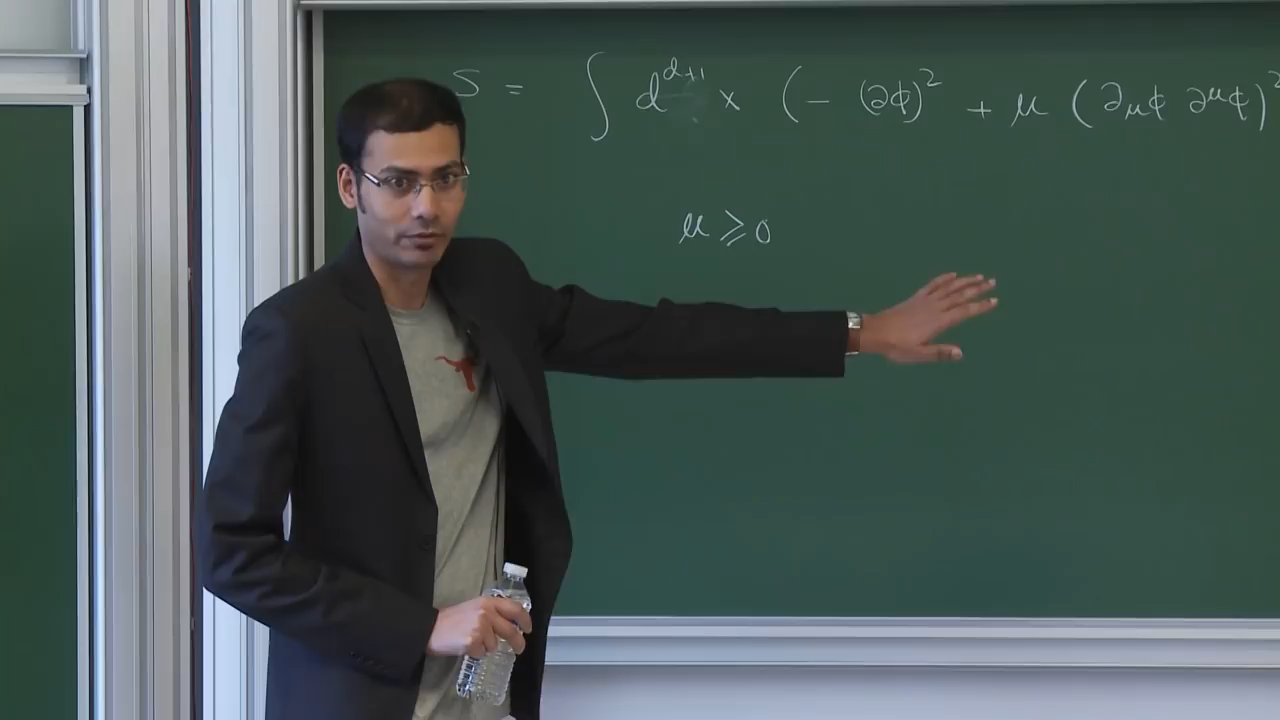 S = ∫ d^{d+1} x (− (∂φ)² + μ (∂_μφ ∂^μφ)²
μ ⩾ 0